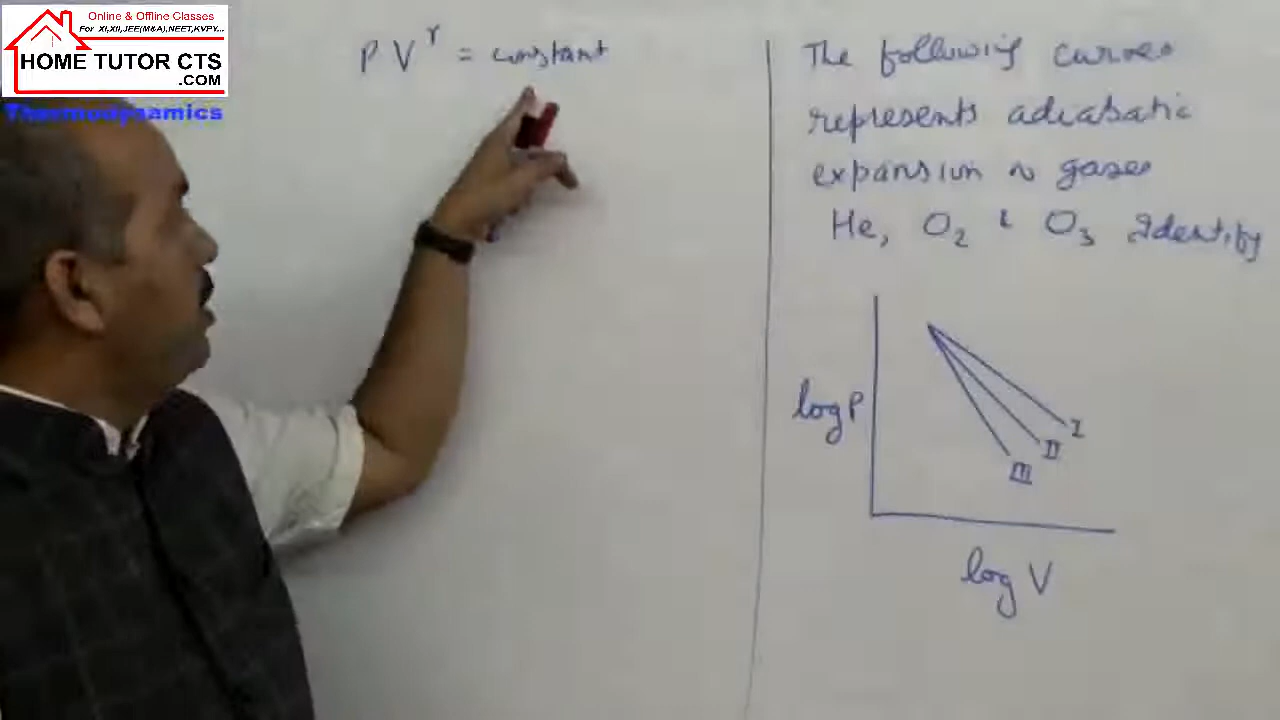 Online & Offline Classes
For XI,XII,JEE(M&A),NEET,KVPY...
HOME TUTOR CTS
.COM
Thermodynamics
P V^γ = constant
The following curves
represents adiabatic
expansion ~ gases
He, O₂ & O₃ Identify
log P
I
II
III
log V